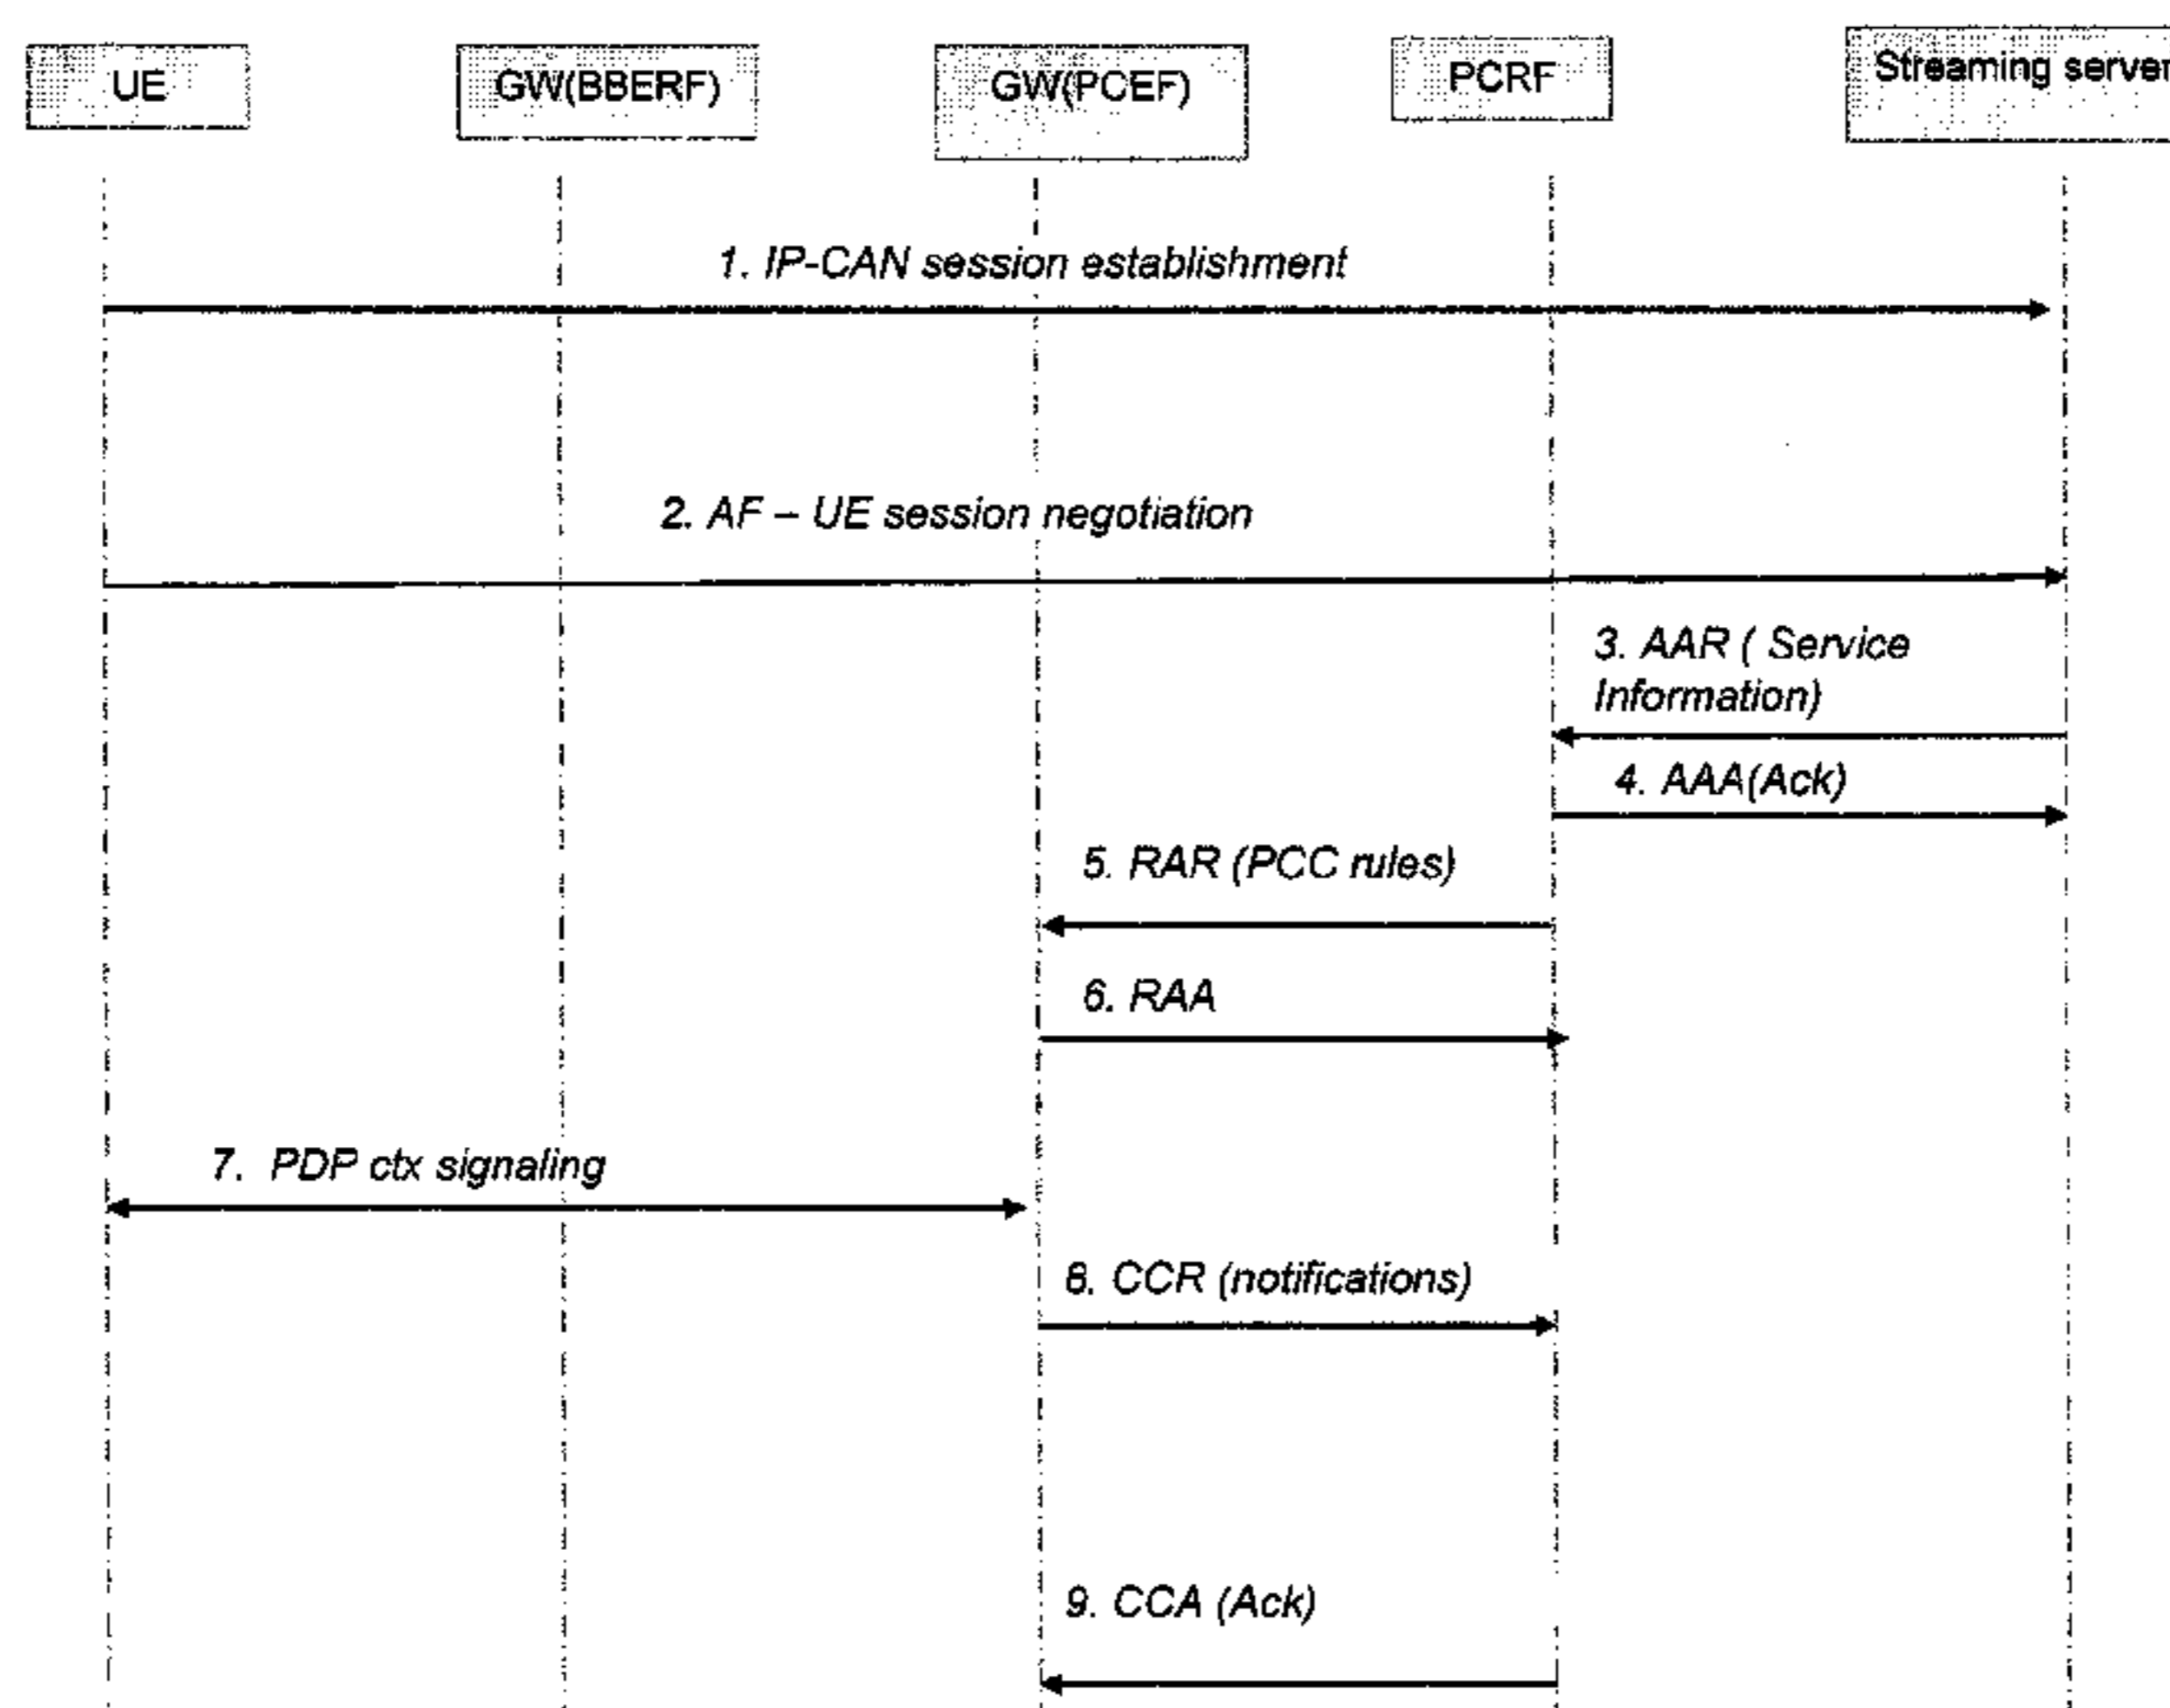 UE
GW(BBERF)
GW(PCEF)
PCRF
Streaming server
1. IP-CAN session establishment
2. AF – UE session negotiation
3. AAR ( Service
Information)
4. AAA(Ack)
5. RAR (PCC rules)
6. RAA
7. PDP ctx signaling
8. CCR (notifications)
9. CCA (Ack)